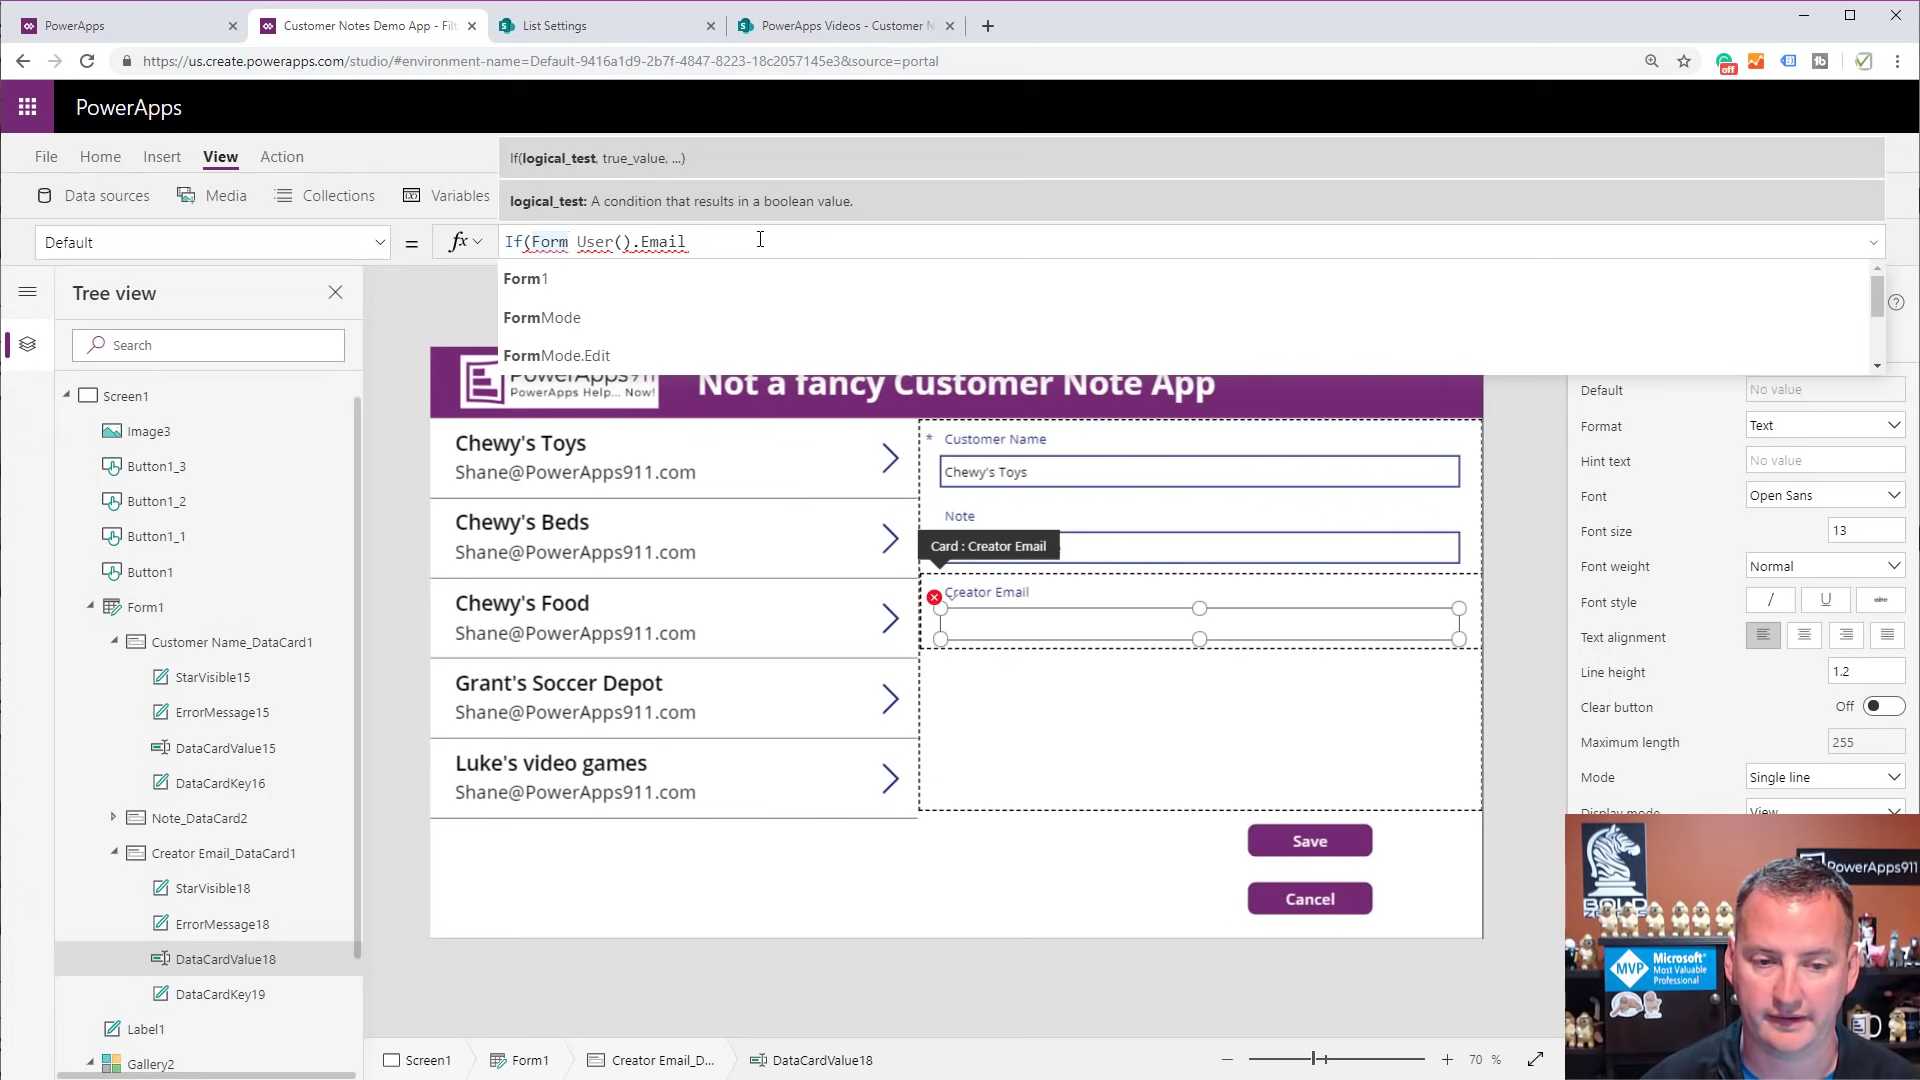 PowerApps
Customer Notes Demo App - Filt
List Settings
PowerApps Videos - Customer N
https://us.create.powerapps.com/studio/#environment-name=Default-9416a1d9-2b7f-4847-8223-18c2057145e3&source=portal
off
PowerApps
File
Home
Insert
View
Action
If(logical_test, true_value, ...)
Data sources
Media
Collections
Variables
logical_test: A condition that results in a boolean value.
Default
=
fx
If(Form User().Email
Form1
FormMode
FormMode.Edit
Tree view
Search
Screen1
Image3
Button1_3
Button1_2
Button1_1
Button1
Form1
Customer Name_DataCard1
StarVisible15
ErrorMessage15
DataCardValue15
DataCardKey16
Note_DataCard2
Creator Email_DataCard1
StarVisible18
ErrorMessage18
DataCardValue18
DataCardKey19
Label1
Gallery2
PowerApps911
PowerApps Help... Now!
Not a fancy Customer Note App
Chewy's Toys
Shane@PowerApps911.com
Chewy's Beds
Shane@PowerApps911.com
Chewy's Food
Shane@PowerApps911.com
Grant's Soccer Depot
Shane@PowerApps911.com
Luke's video games
Shane@PowerApps911.com
* Customer Name
Chewy's Toys
Note
Card : Creator Email
Creator Email
Save
Cancel
Default
No value
Format
Text
Hint text
No value
Font
Open Sans
Font size
13
Font weight
Normal
Font style
/ U abc
Text alignment
Line height
1.2
Clear button
Off
Maximum length
255
Mode
Single line
Display mode
View
PowerApps911
BOLD
MVP
Microsoft
Most Valuable
Professional
Screen1
Form1
Creator Email_D...
DataCardValue18
70 %